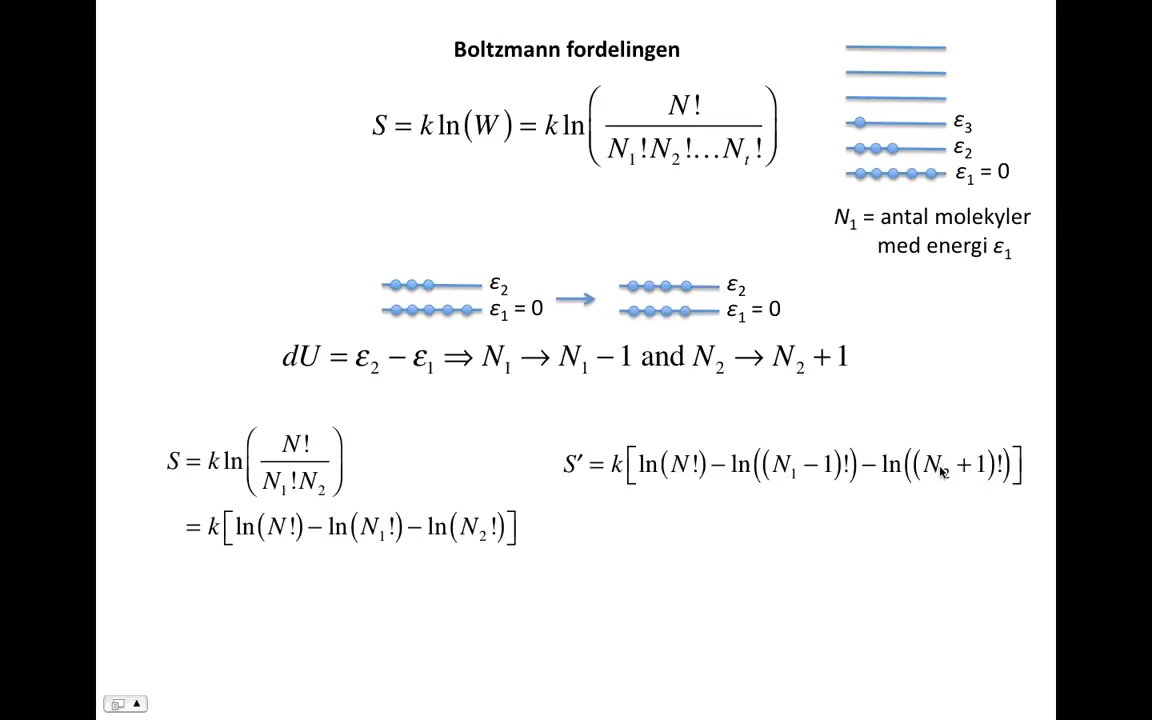 Boltzmann fordelingen
S = k ln(W) = k ln(N! / N₁!N₂!…Nₜ!)
ε₃
ε₂
ε₁ = 0
N₁ = antal molekyler
med energi ε₁
ε₂
ε₁ = 0
ε₂
ε₁ = 0
dU = ε₂ − ε₁ ⇒ N₁ → N₁ − 1 and N₂ → N₂ + 1
S = k ln(N! / N₁!N₂)
= k[ln(N!) − ln(N₁!) − ln(N₂!)]
S′ = k[ln(N!) − ln((N₁ − 1)!) − ln((N₂ + 1)!)]